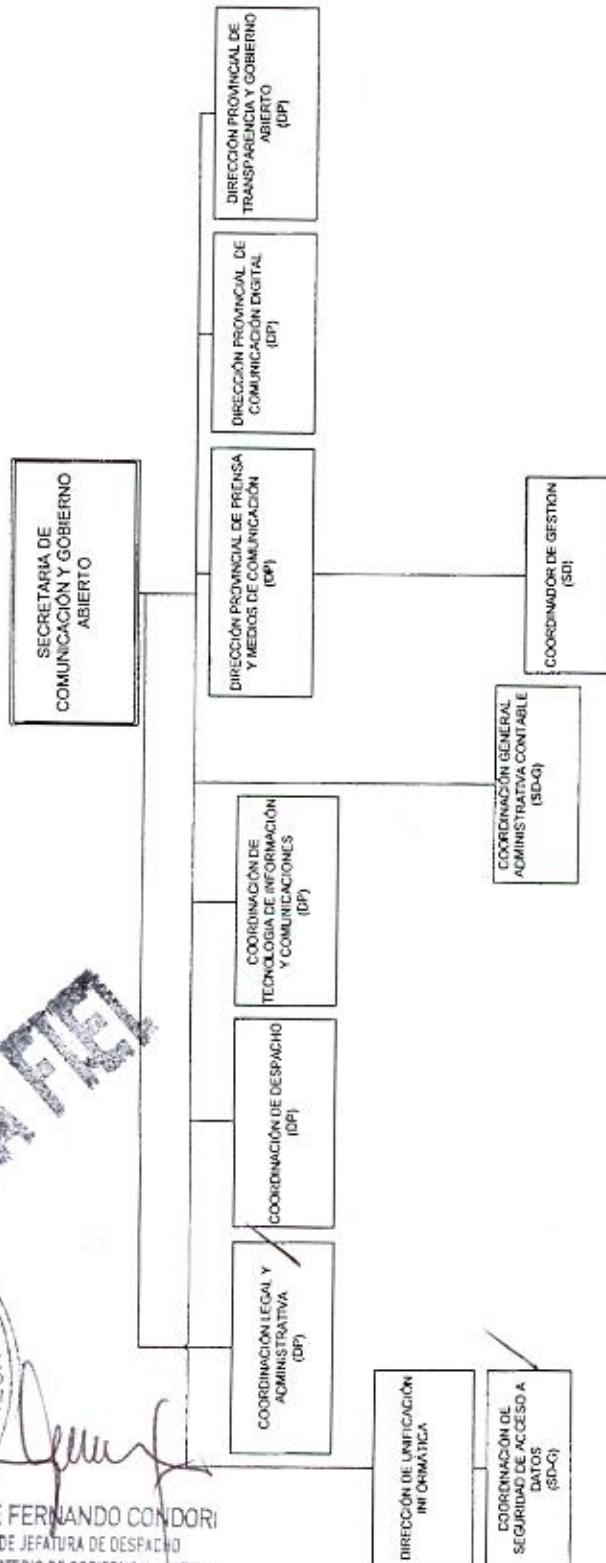 SECRETARIA DE
COMUNICACIÓN Y GOBIERNO
ABIERTO
COORDINACIÓN LEGAL Y
ADMINISTRATIVA
(DP)
COORDINACIÓN DE DESPACHO
(DP)
COORDINACIÓN DE
TECNOLOGIA DE INFORMACIÓN
Y COMUNICACIONES
(DP)
DIRECCIÓN PROVINCIAL DE PRENSA
Y MEDIOS DE COMUNICACIÓN
(DP)
DIRECCIÓN PROVINCIAL DE
COMUNICACIÓN DIGITAL
(DP)
DIRECCIÓN PROVINCIAL DE
TRANSPARENCIA Y GOBIERNO
ABIERTO
(DP)
DIRECCIÓN DE UNIFICACIÓN
INFORMÁTICA
COORDINACIÓN DE
SEGURIDAD DE ACCESO A
DATOS
(SD-G)
COORDINACIÓN GENERAL
ADMINISTRATIVA CONTABLE
(SD-G)
COORDINADOR DE GESTION
(SD)
FIEL
FERNANDO CONDORI
DE JEFATURA DE DESPACHO